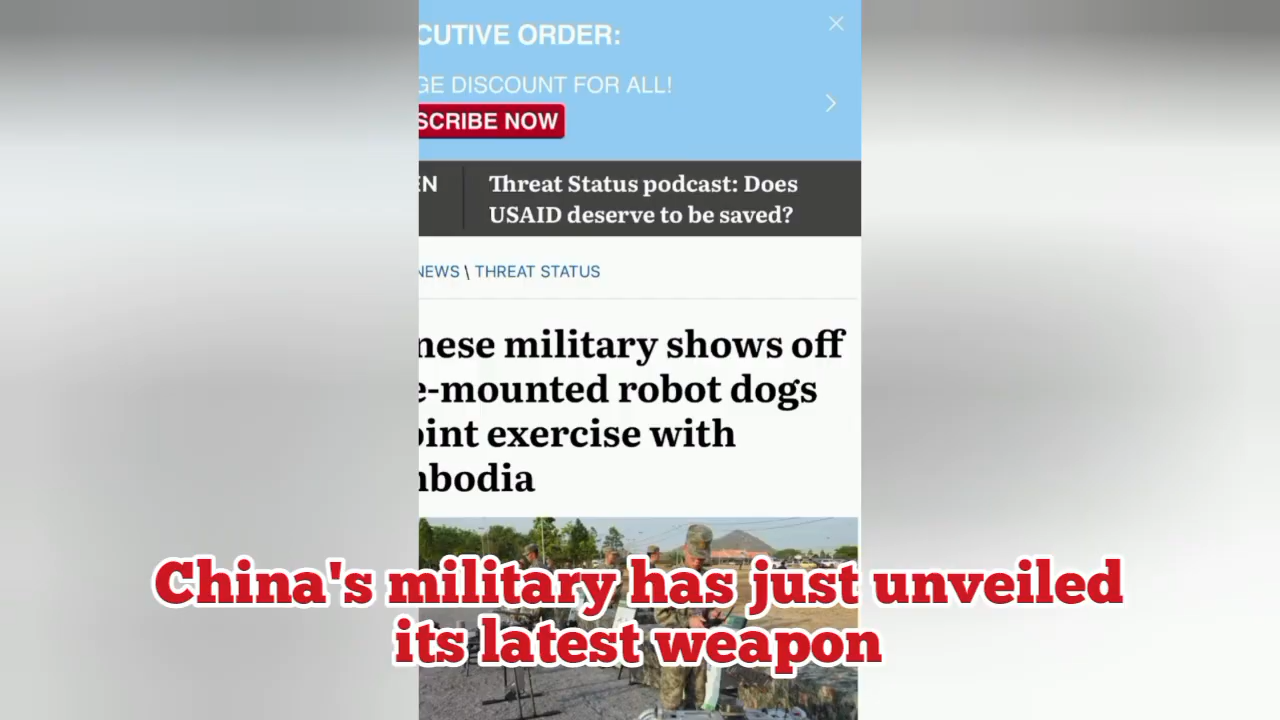 CUTIVE ORDER:
GE DISCOUNT FOR ALL!
SCRIBE NOW
EN
Threat Status podcast: Does
USAID deserve to be saved?
NEWS \ THREAT STATUS
nese military shows off
e-mounted robot dogs
oint exercise with
nbodia
China's military has just unveiled
its latest weapon